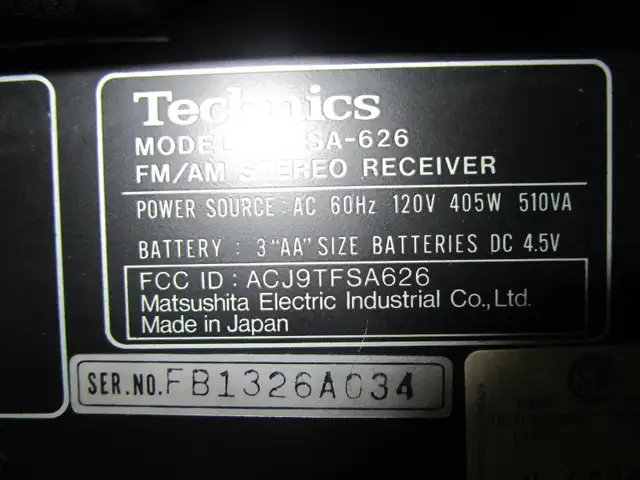 Technics
MODEL SA-626
FM/AM STEREO RECEIVER
POWER SOURCE : AC 60Hz 120V 405W 510VA
BATTERY : 3 "AA" SIZE BATTERIES DC 4.5V
FCC ID : ACJ9TFSA626
Matsushita Electric Industrial Co., Ltd.
Made in Japan
SER.NO. FB1326A034